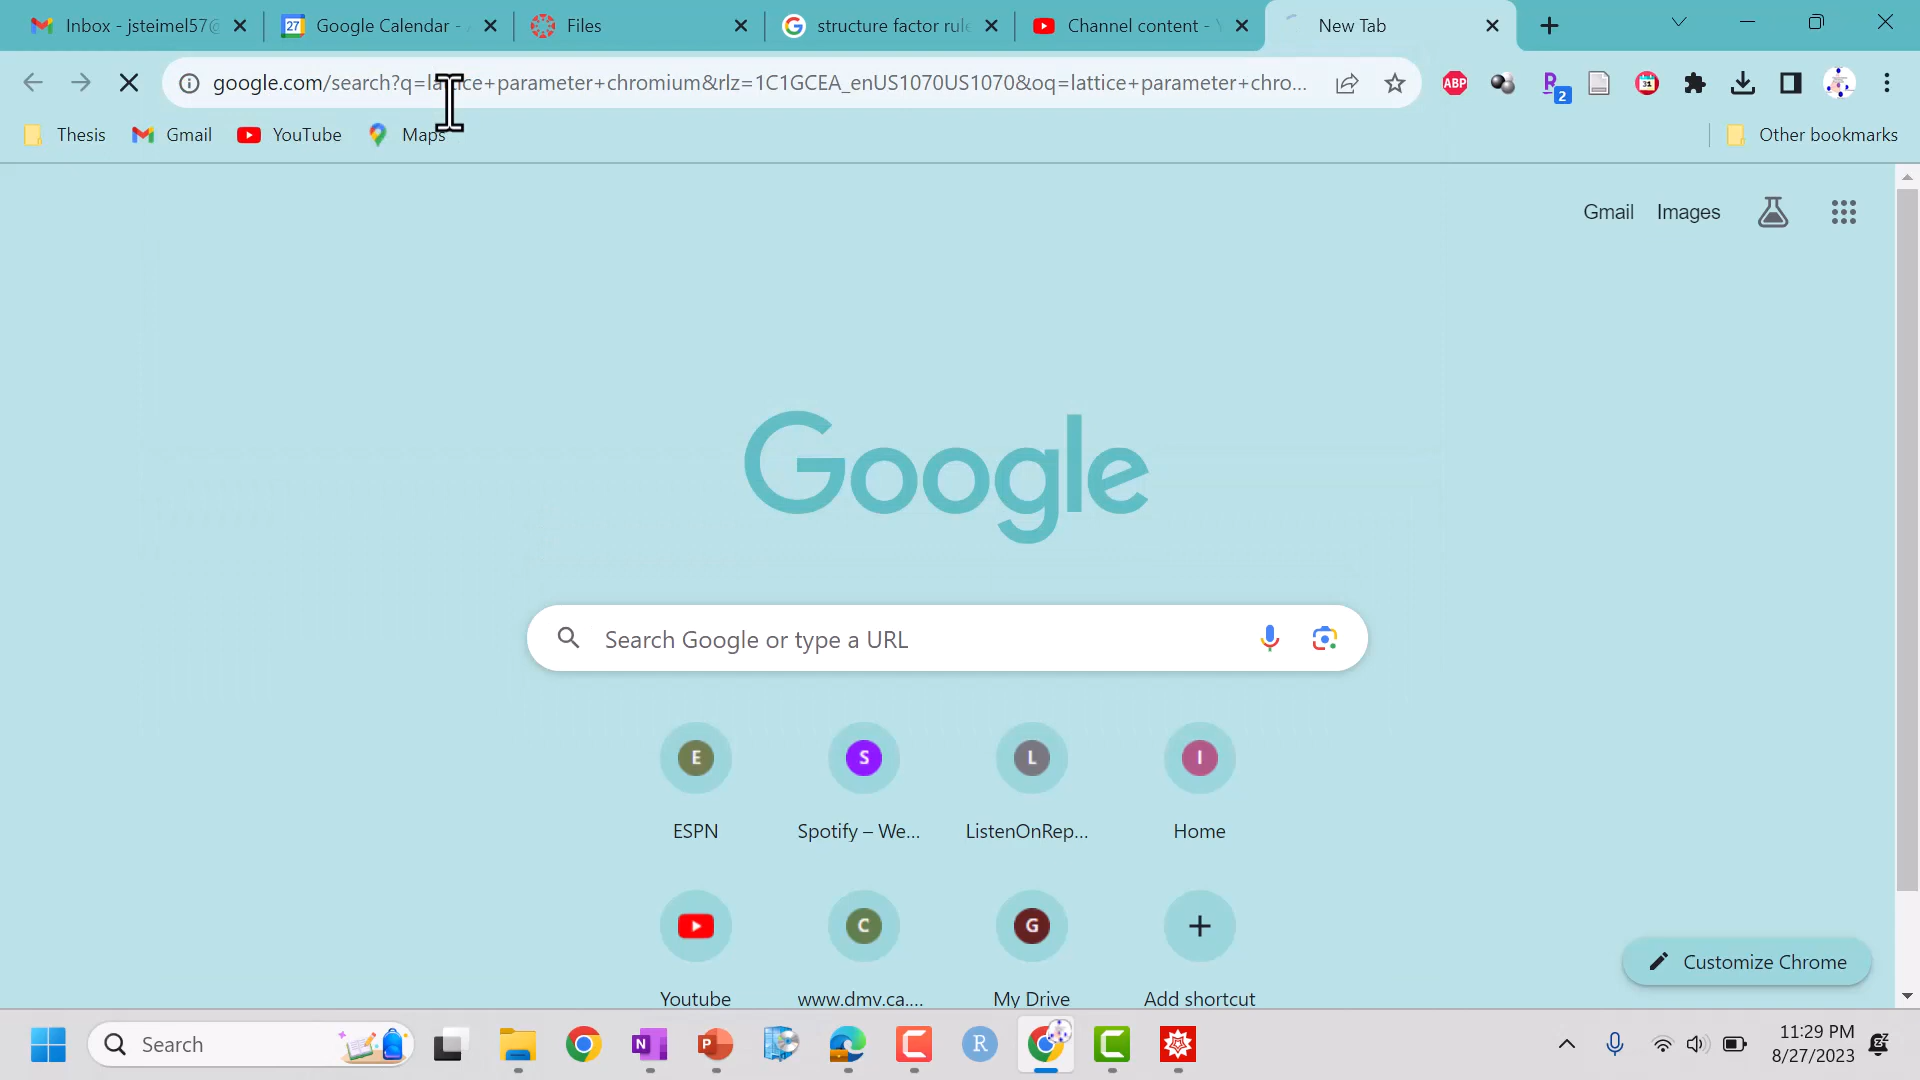 Inbox - jsteimel57@
Google Calendar -
Files
structure factor rule
Channel content -
New Tab
google.com/search?q=lattice+parameter+chromium&rlz=1C1GCEA_enUS1070US1070&oq=lattice+parameter+chro...
ABP
2
31
Thesis
Gmail
YouTube
Maps
Other bookmarks
Gmail
Images
Google
Search Google or type a URL
E
S
L
I
ESPN
Spotify – We...
ListenOnRep...
Home
C
G
Youtube
www.dmv.ca....
My Drive
Add shortcut
Customize Chrome
Search
11:29 PM
8/27/2023